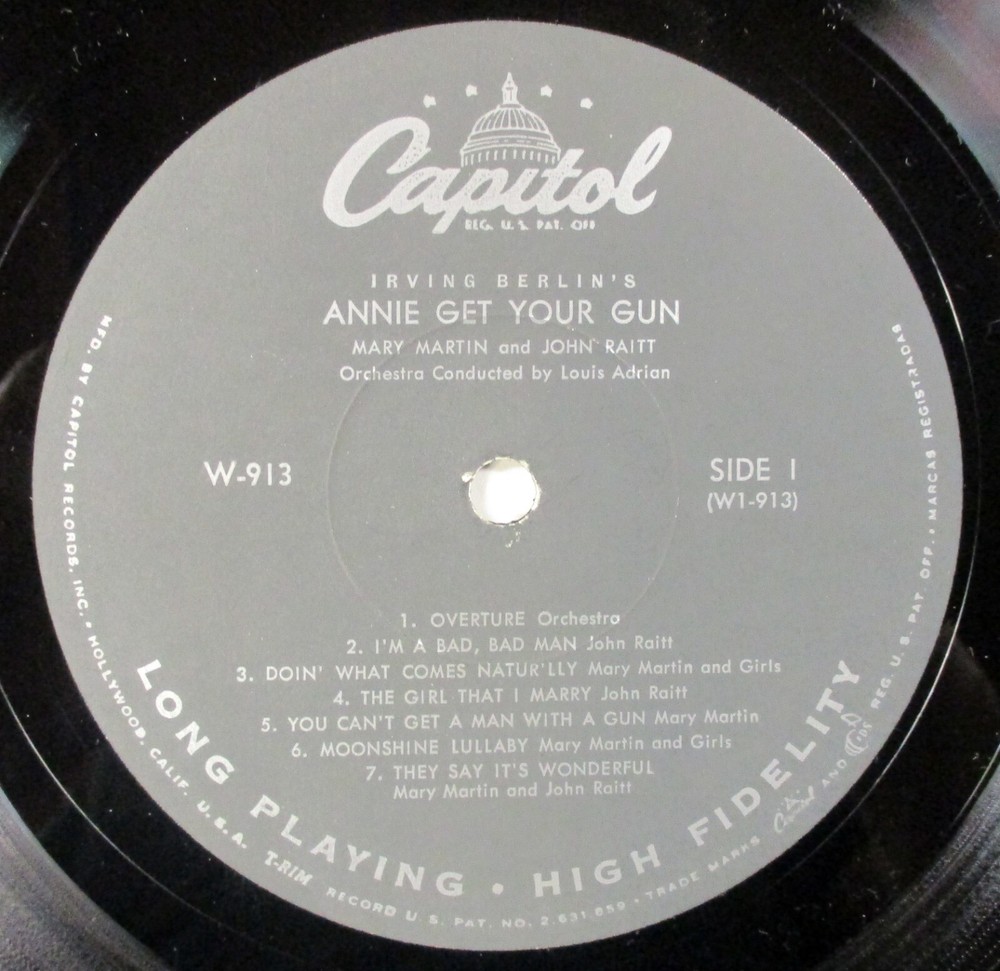 Capitol
REG. U. S. PAT. OFF
IRVING BERLIN'S
ANNIE GET YOUR GUN
MARY MARTIN and JOHN RAITT
Orchestra Conducted by Louis Adrian
W-913
SIDE 1
(W1-913)
1. OVERTURE Orchestra
2. I'M A BAD, BAD MAN John Raitt
3. DOIN' WHAT COMES NATUR'LLY Mary Martin and Girls
4. THE GIRL THAT I MARRY John Raitt
5. YOU CAN'T GET A MAN WITH A GUN Mary Martin
6. MOONSHINE LULLABY Mary Martin and Girls
7. THEY SAY IT'S WONDERFUL
Mary Martin and John Raitt
LONG PLAYING • HIGH FIDELITY
MFD. BY CAPITOL RECORDS, INC. • HOLLYWOOD, CALIF. U.S.A. T-RIM RECORD U S. PAT. NO. 2.631.859 • TRADE MARKS Capitol AND REG. U. S. PAT OFF. • MARCAS REGISTRADAS